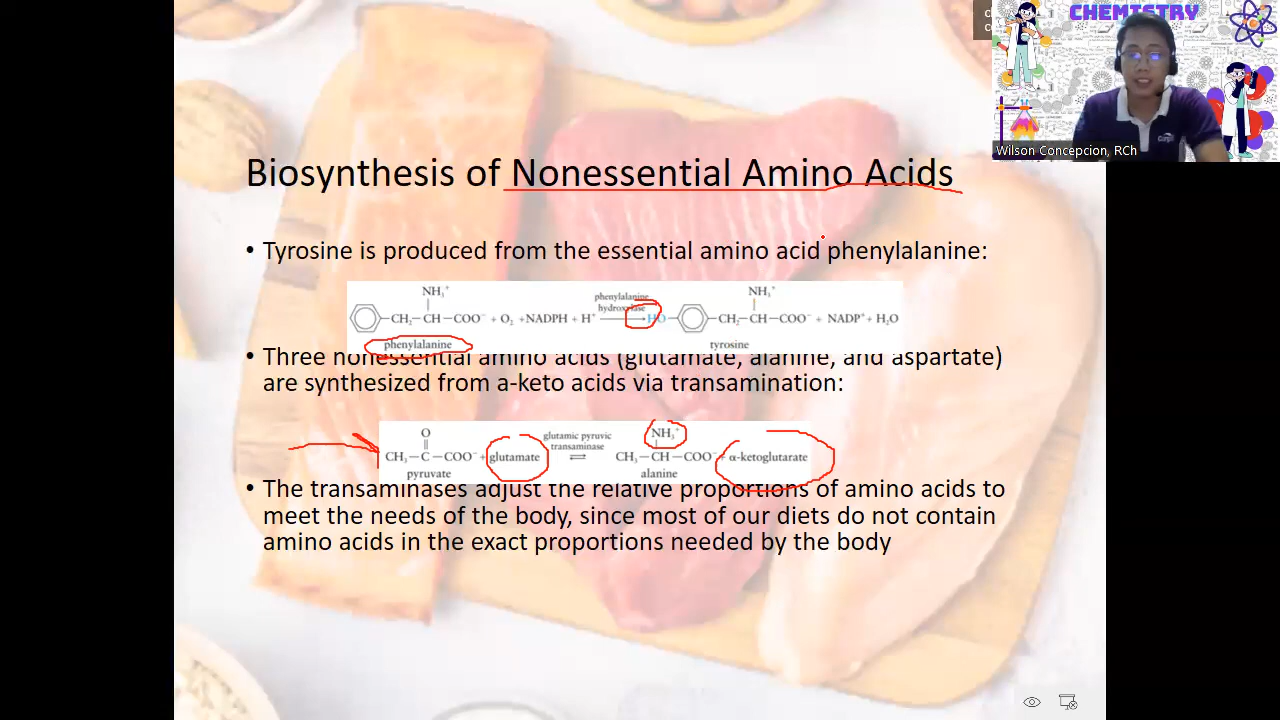 CHEMISTRY
Wilson Concepcion, RCh
Biosynthesis of Nonessential Amino Acids
• Tyrosine is produced from the essential amino acid phenylalanine:
NH₃⁺ NH₃⁺
phenylalanine
hydroxylase
CH₂—CH—COO⁻ + O₂ +NADPH + H⁺ HO CH₂—CH—COO⁻ + NADP⁺ + H₂O
phenylalanine tyrosine
• Three nonessential amino acids (glutamate, alanine, and aspartate)
are synthesized from a-keto acids via transamination:
O NH₃⁺
glutamic pyruvic
transaminase
CH₃—C—COO⁻ + glutamate ⇌ CH₃—CH—COO⁻ + α-ketoglutarate
pyruvate alanine
• The transaminases adjust the relative proportions of amino acids to
meet the needs of the body, since most of our diets do not contain
amino acids in the exact proportions needed by the body